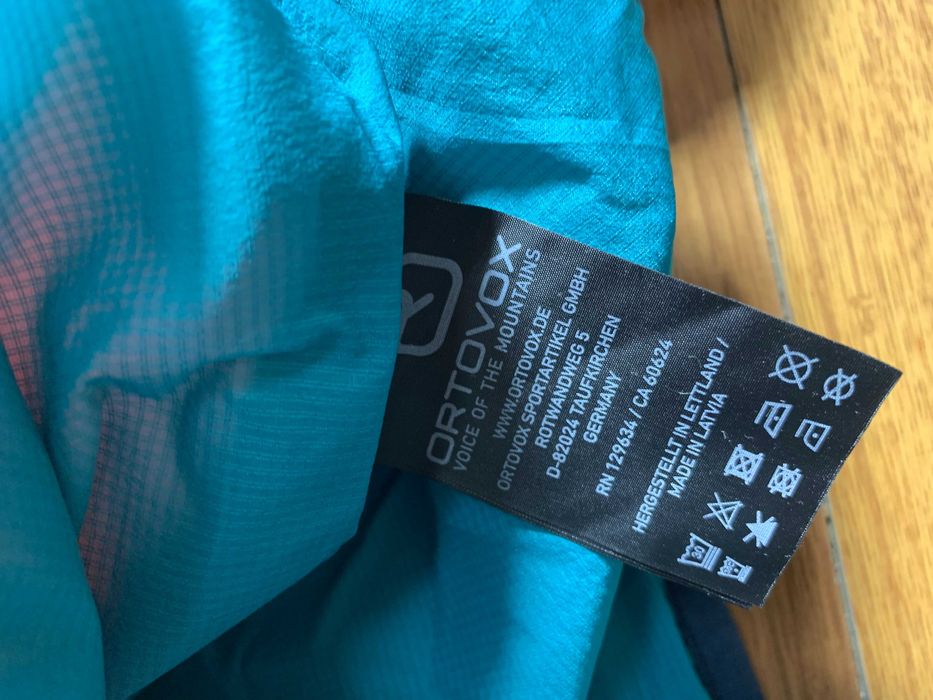 ORTOVOX
VOICE OF THE MOUNTAINS
WWW.ORTOVOX.DE
ORTOVOX SPORTARTIKEL GMBH
ROTWANDWEG 5
D-82024 TAUFKIRCHEN
GERMANY
RN 129634 / CA 60624
HERGESTELLT IN LETTLAND /
MADE IN LATVIA
30